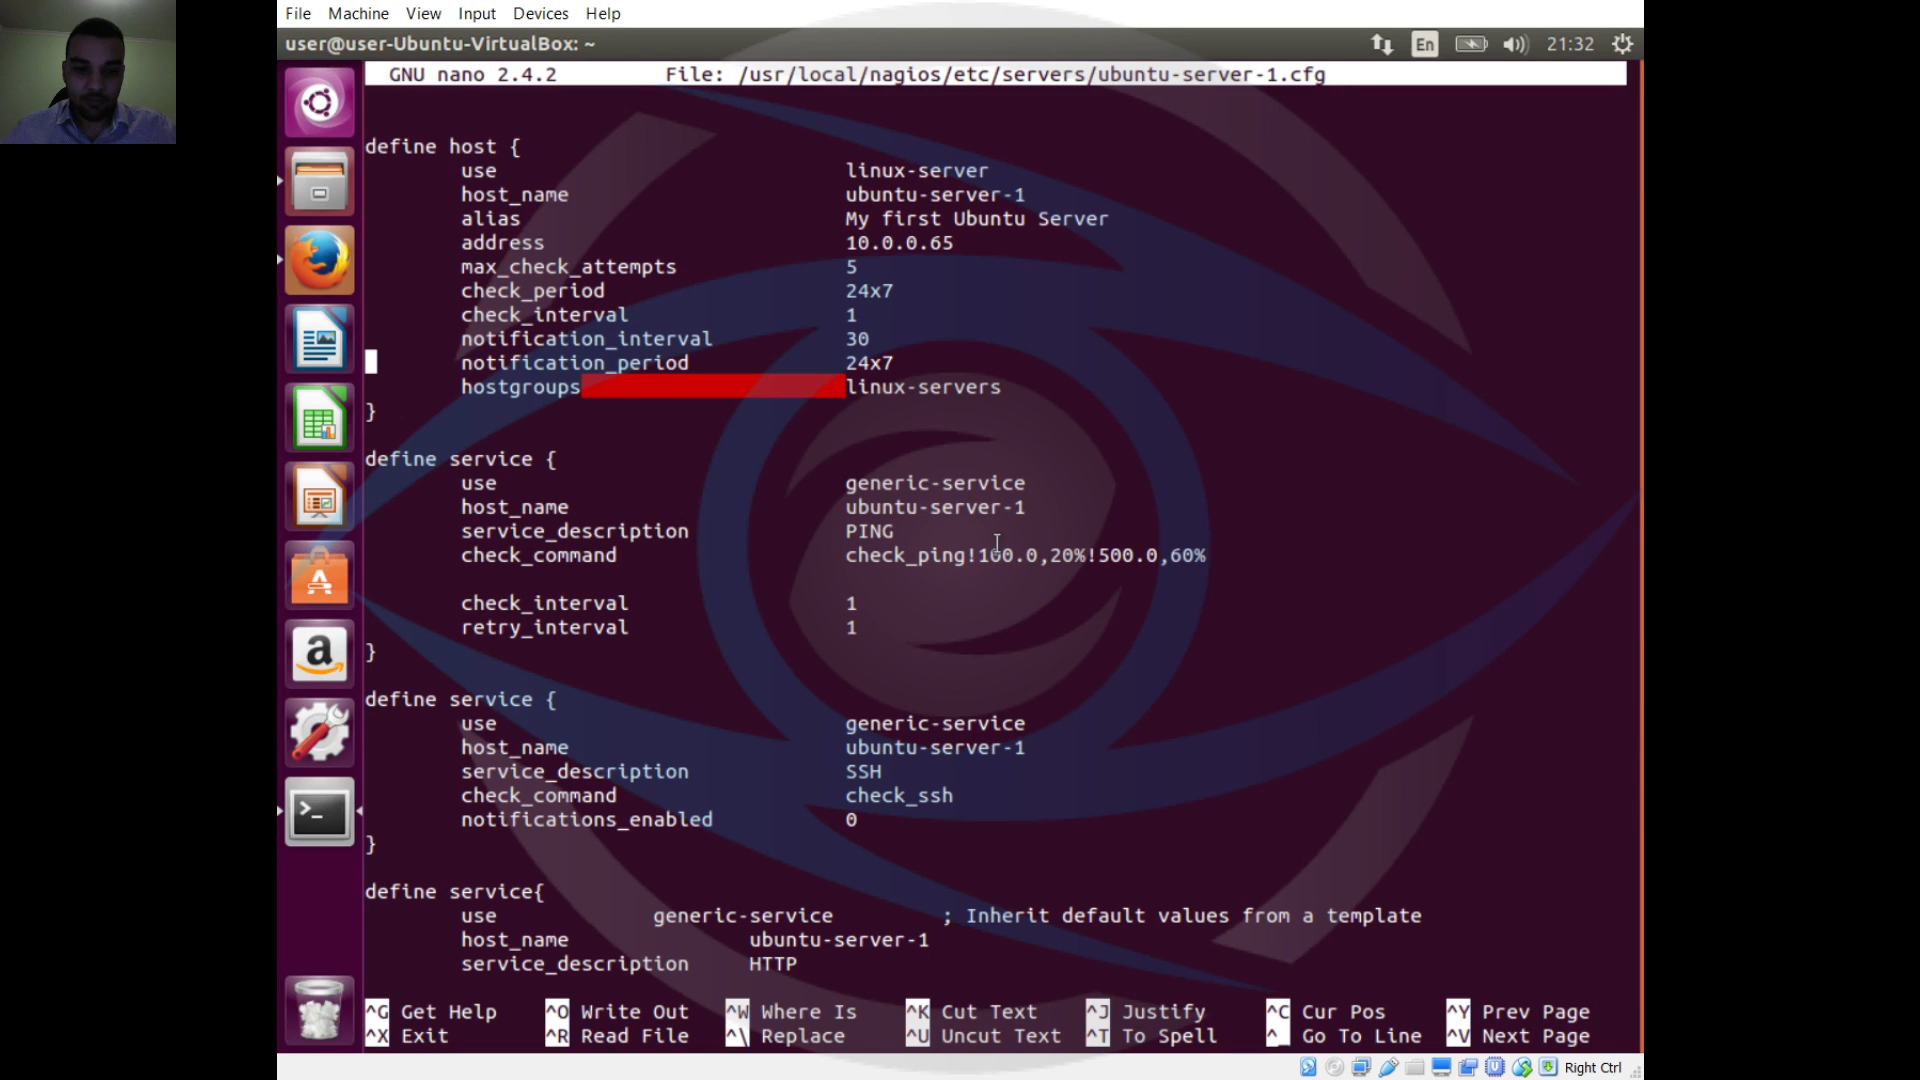 File Machine View Input Devices Help
user@user-Ubuntu-VirtualBox: ~ En 21:32
GNU nano 2.4.2 File: /usr/local/nagios/etc/servers/ubuntu-server-1.cfg
define host {
use linux-server
host_name ubuntu-server-1
alias My first Ubuntu Server
address 10.0.0.65
max_check_attempts 5
check_period 24x7
check_interval 1
notification_interval 30
notification_period 24x7
hostgroups linux-servers
}
define service {
use generic-service
host_name ubuntu-server-1
service_description PING
check_command check_ping!100.0,20%!500.0,60%
check_interval 1
retry_interval 1
}
define service {
use generic-service
host_name ubuntu-server-1
service_description SSH
check_command check_ssh
notifications_enabled 0
}
define service{
use generic-service ; Inherit default values from a template
host_name ubuntu-server-1
service_description HTTP
^G Get Help ^O Write Out ^W Where Is ^K Cut Text ^J Justify ^C Cur Pos ^Y Prev Page
^X Exit ^R Read File ^\ Replace ^U Uncut Text ^T To Spell ^_ Go To Line ^V Next Page
Right Ctrl